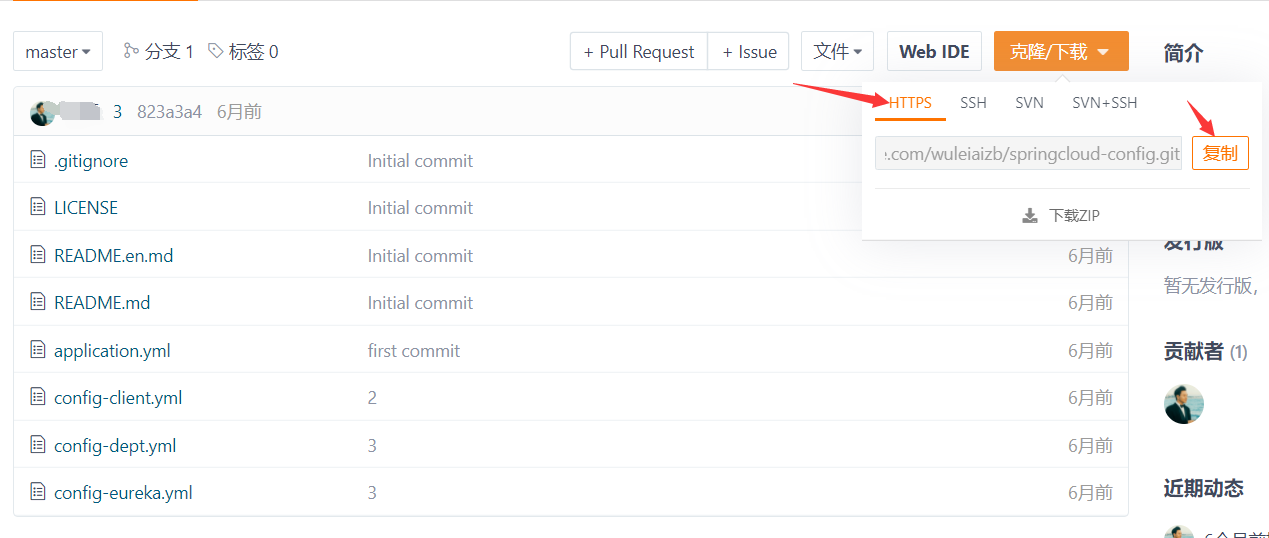 master 分支 1 标签 0 + Pull Request + Issue 文件 Web IDE 克隆/下载 简介
HTTPS SSH SVN SVN+SSH
3 823a3a4 6月前
.com/wuleiaizb/springcloud-config.git 复制
.gitignore Initial commit
LICENSE Initial commit
下载ZIP
发行版
README.en.md Initial commit 6月前
暂无发行版,
README.md Initial commit 6月前
application.yml first commit 6月前
贡献者 (1)
config-client.yml 2 6月前
config-dept.yml 3 6月前
config-eureka.yml 3 6月前
近期动态